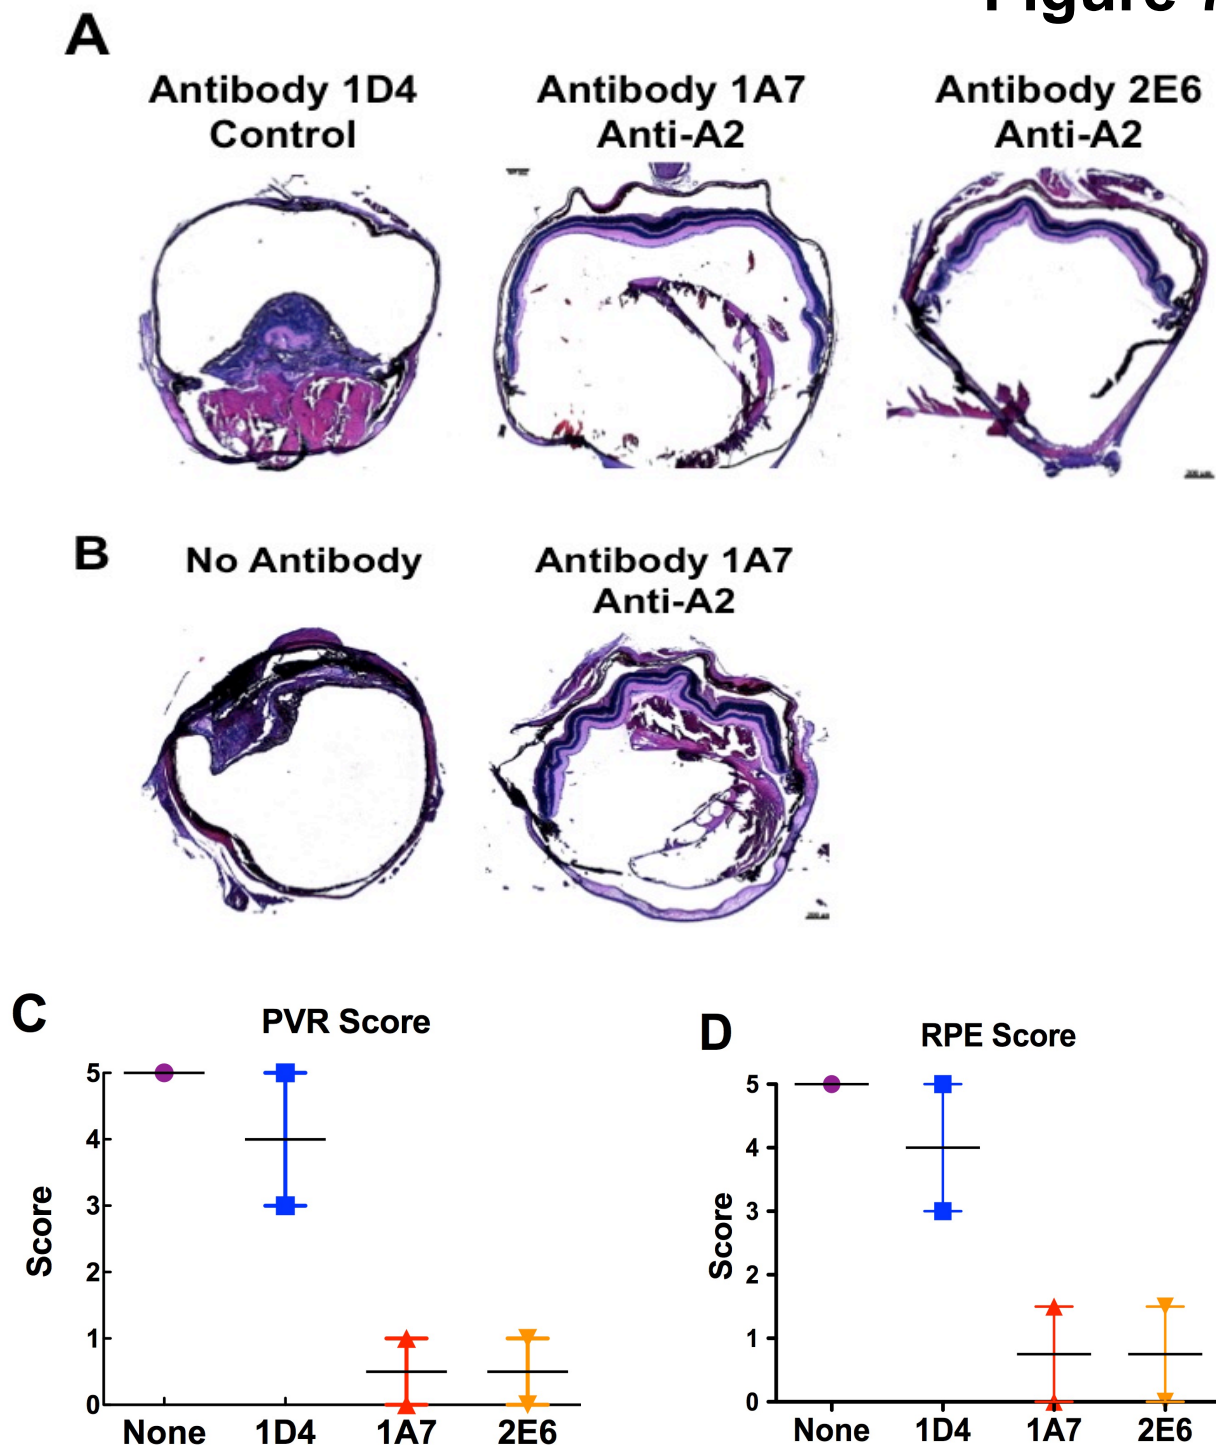 Figure
A
Antibody 1D4
Control
Antibody 1A7
Anti-A2
Antibody 2E6
Anti-A2
B
No Antibody
Antibody 1A7
Anti-A2
C
PVR Score
Score
5
4
3
2
1
0
None 1D4 1A7 2E6
D
RPE Score
Score
5
4
3
2
1
0
None 1D4 1A7 2E6